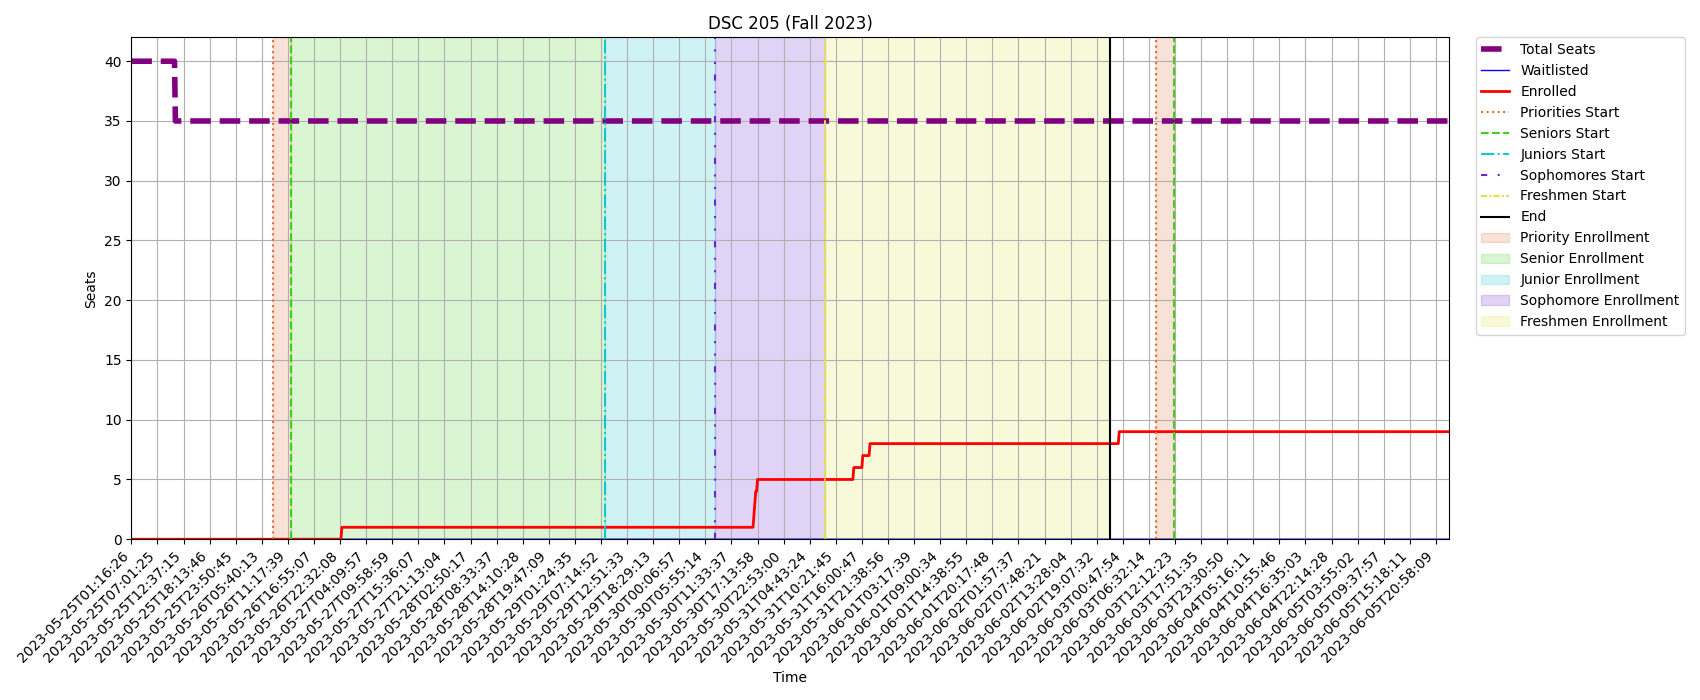 DSC 205 (Fall 2023)
Seats
40
35
30
25
20
15
10
5
0
2023-05-25T01:16:26
2023-05-25T07:01:25
2023-05-25T12:37:15
2023-05-25T18:13:46
2023-05-25T23:50:45
2023-05-26T05:40:13
2023-05-26T11:17:39
2023-05-26T16:55:07
2023-05-26T22:32:08
2023-05-27T04:09:57
2023-05-27T09:58:59
2023-05-27T15:36:07
2023-05-27T21:13:04
2023-05-28T02:50:17
2023-05-28T08:33:37
2023-05-28T14:10:28
2023-05-28T19:47:09
2023-05-29T01:24:35
2023-05-29T07:14:52
2023-05-29T12:51:33
2023-05-29T18:29:13
2023-05-30T00:06:57
2023-05-30T05:55:14
2023-05-30T11:33:37
2023-05-30T17:13:58
2023-05-30T22:53:00
2023-05-31T04:43:24
2023-05-31T10:21:45
2023-05-31T16:00:47
2023-05-31T21:38:56
2023-06-01T03:17:39
2023-06-01T09:00:34
2023-06-01T14:38:55
2023-06-01T20:17:48
2023-06-02T01:57:37
2023-06-02T07:48:21
2023-06-02T13:28:04
2023-06-02T19:07:32
2023-06-03T00:47:54
2023-06-03T06:32:14
2023-06-03T12:12:23
2023-06-03T17:51:35
2023-06-03T23:30:50
2023-06-04T05:16:11
2023-06-04T10:55:46
2023-06-04T16:35:03
2023-06-04T22:14:28
2023-06-05T03:55:02
2023-06-05T09:37:57
2023-06-05T15:18:11
2023-06-05T20:58:09
Time
Total Seats
Waitlisted
Enrolled
Priorities Start
Seniors Start
Juniors Start
Sophomores Start
Freshmen Start
End
Priority Enrollment
Senior Enrollment
Junior Enrollment
Sophomore Enrollment
Freshmen Enrollment